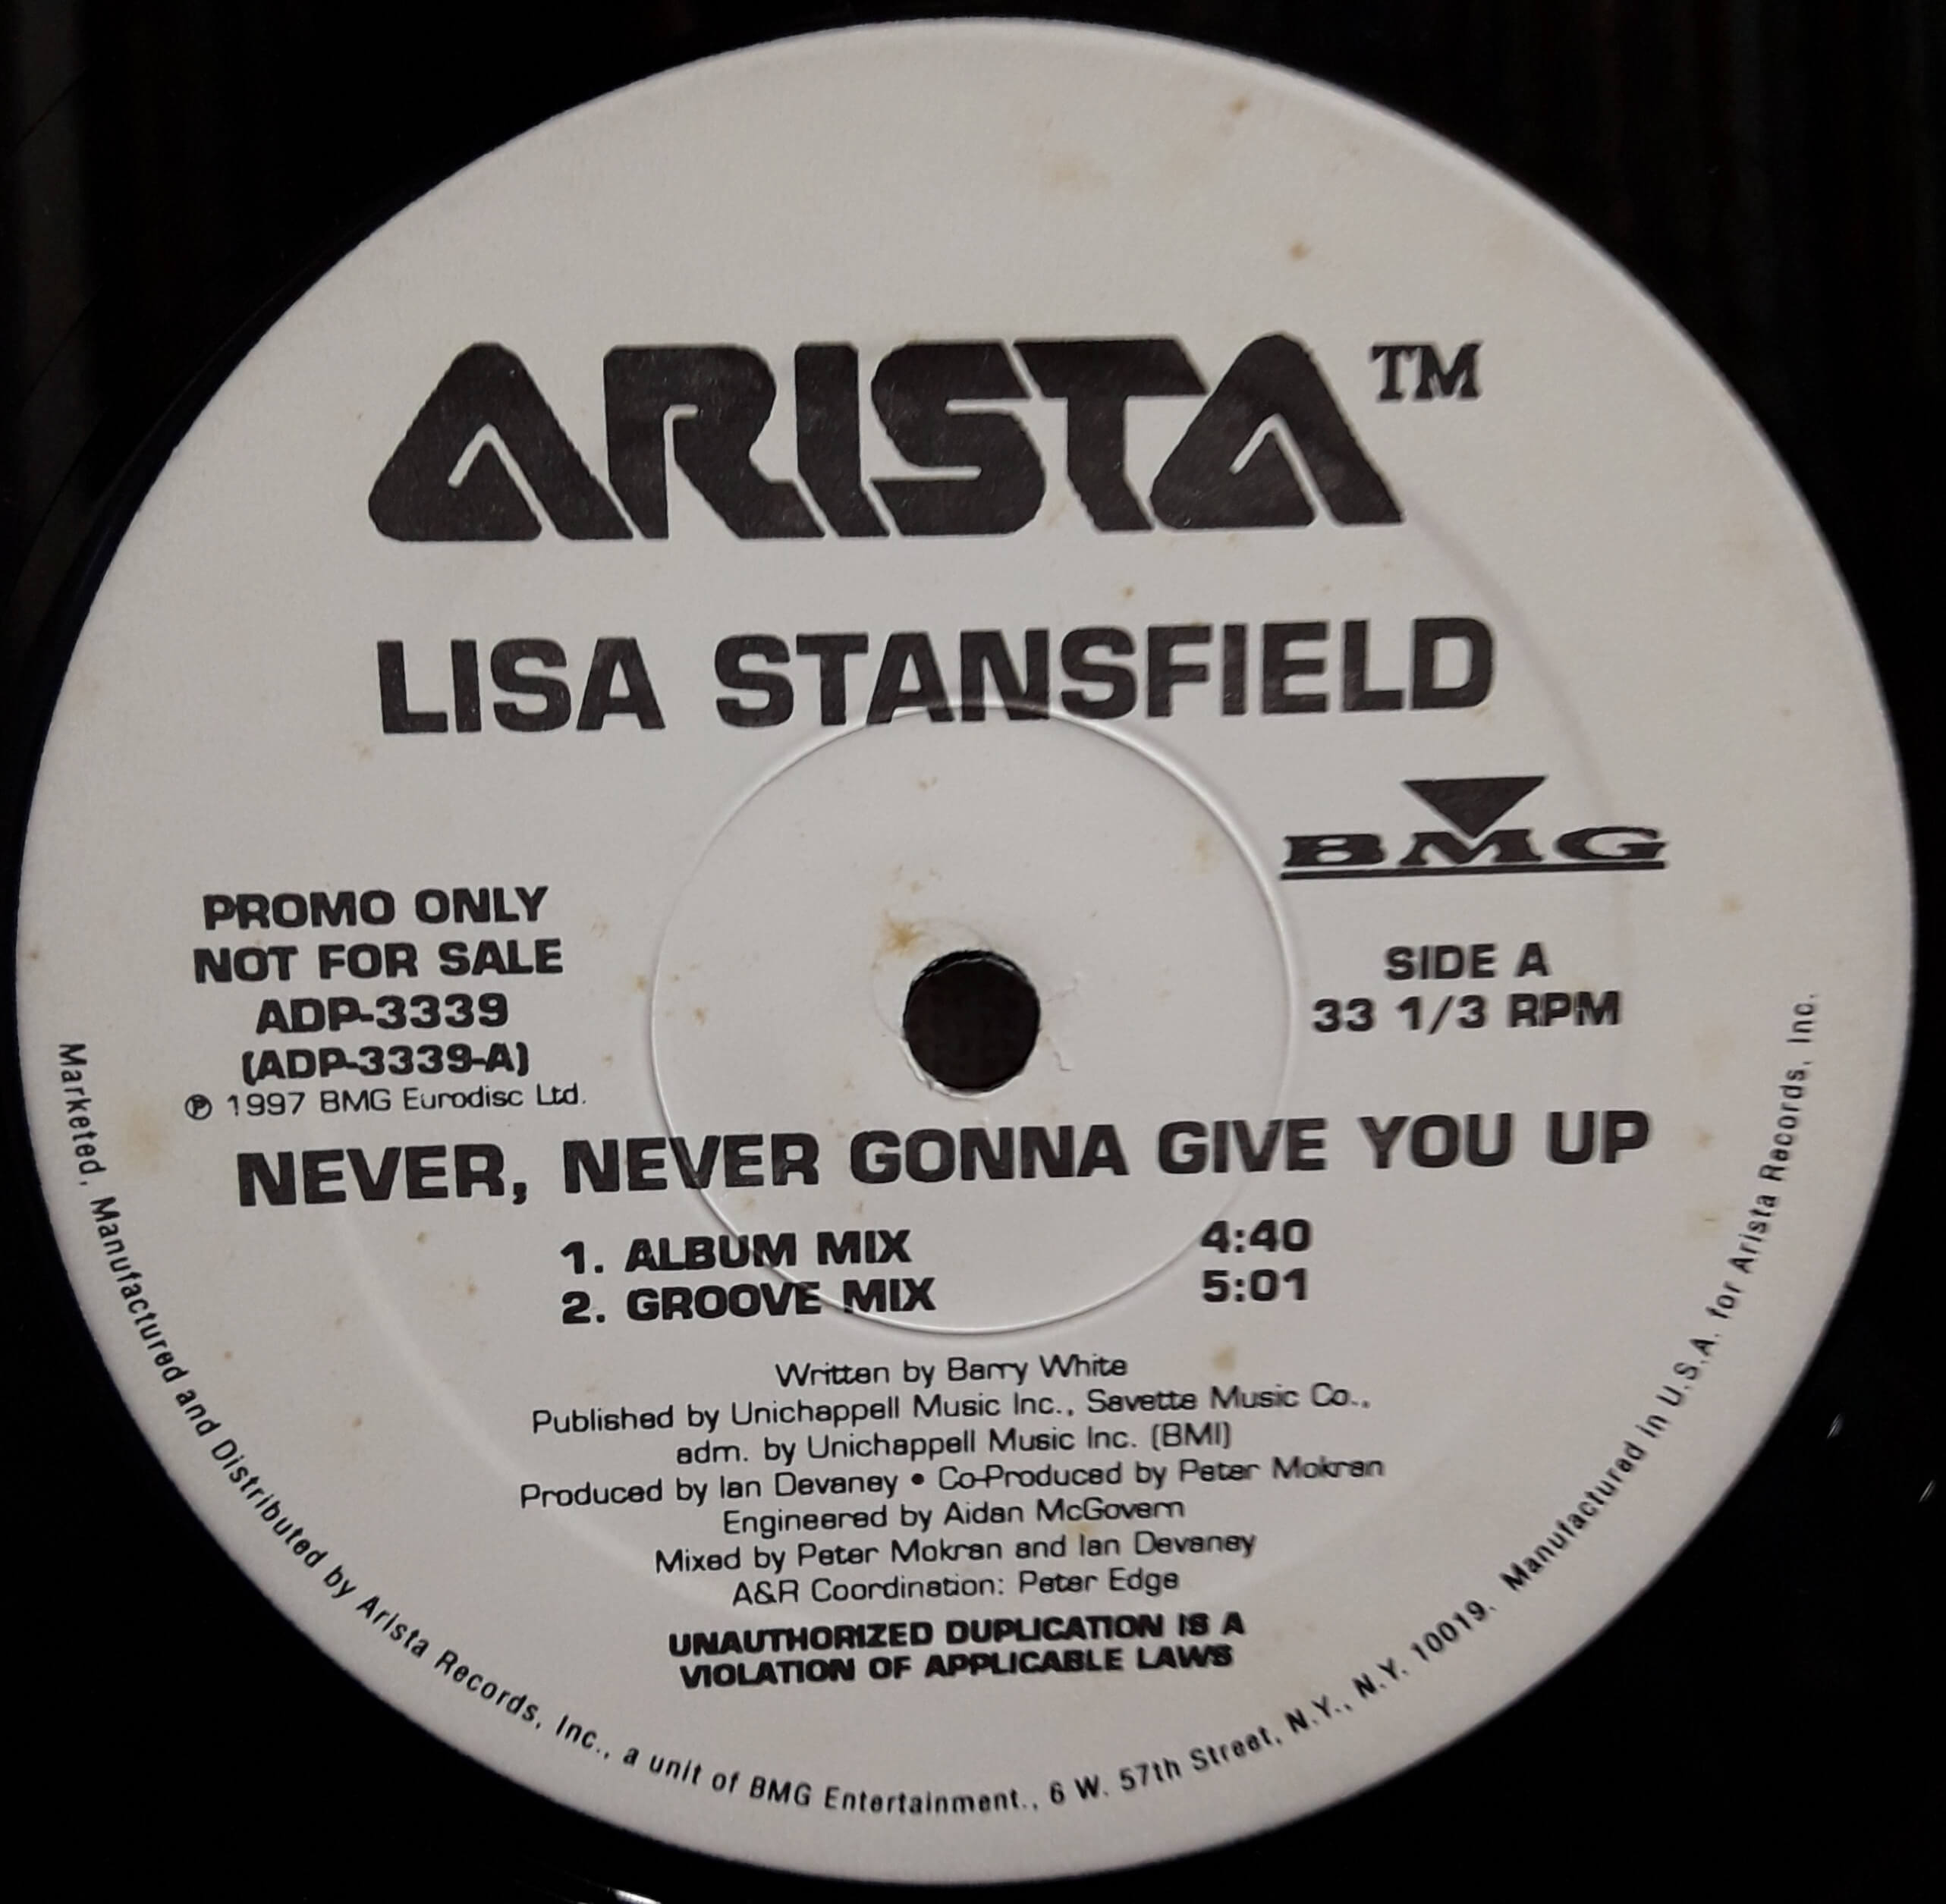 ARISTA™
LISA STANSFIELD
BMG
PROMO ONLY
NOT FOR SALE
ADP-3339
(ADP-3339-A)
℗ 1997 BMG Eurodisc Ltd.
SIDE A
33 1/3 RPM
NEVER, NEVER GONNA GIVE YOU UP
1. ALBUM MIX 4:40
2. GROOVE MIX 5:01
Written by Barry White
Published by Unichappell Music Inc., Savette Music Co.,
adm. by Unichappell Music Inc. (BMI)
Produced by Ian Devaney • Co-Produced by Peter Mokran
Engineered by Aidan McGovern
Mixed by Peter Mokran and Ian Devaney
A&R Coordination: Peter Edge
UNAUTHORIZED DUPLICATION IS A
VIOLATION OF APPLICABLE LAWS
Marketed, Manufactured and Distributed by Arista Records, Inc., a unit of BMG Entertainment., 6 W. 57th Street, N.Y., N.Y. 10019. Manufactured in U.S.A. for Arista Records, Inc.